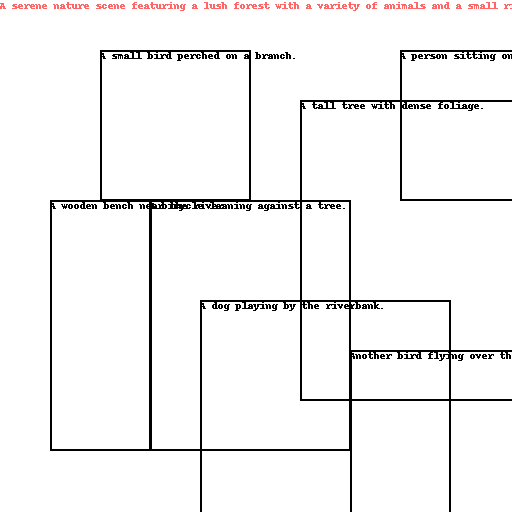 A serene nature scene featuring a lush forest with a variety of animals and a small
A small bird perched on a branch.
A person sitting on
A tall tree with dense foliage.
A wooden bench near the river.
A bicycle leaning against a tree.
A dog playing by the riverbank.
Another bird flying over